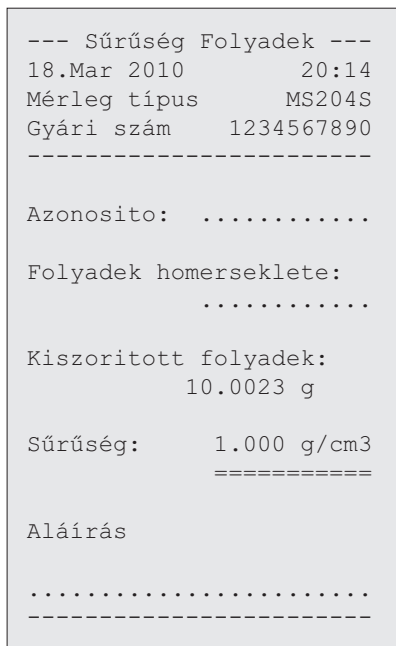 --- Sűrűség Folyadek ---
18.Mar 2010 20:14
Mérleg típus MS204S
Gyári szám 1234567890
------------------------
Azonosito: ............
Folyadek homerseklete:
............
Kiszoritott folyadek:
10.0023 g
Sűrűség: 1.000 g/cm3
===========
Aláírás
........................
------------------------